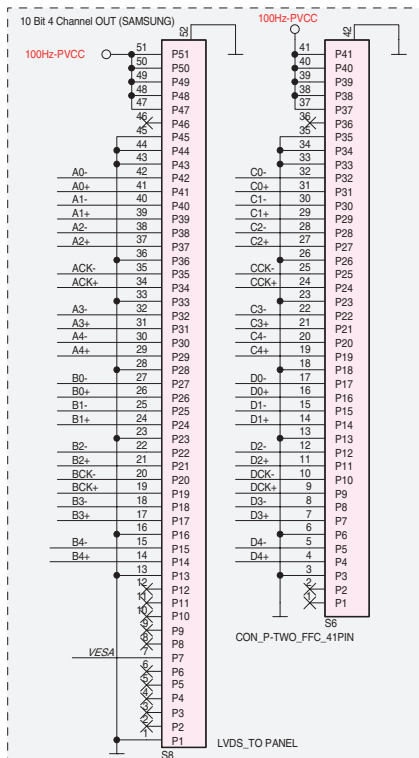 10 Bit 4 Channel OUT (SAMSUNG)
52
100Hz-PVCC
51 P51
50 P50
49 P49
48 P48
47 P47
46 P46
45 P45
44 P44
43 P43
A0- 42 P42
A0+ 41 P41
A1- 40 P40
A1+ 39 P39
A2- 38 P38
A2+ 37 P37
36 P36
ACK- 35 P35
ACK+ 34 P34
33 P33
A3- 32 P32
A3+ 31 P31
A4- 30 P30
A4+ 29 P29
28 P28
B0- 27 P27
B0+ 26 P26
B1- 25 P25
B1+ 24 P24
23 P23
B2- 22 P22
B2+ 21 P21
BCK- 20 P20
BCK+ 19 P19
B3- 18 P18
B3+ 17 P17
16 P16
B4- 15 P15
B4+ 14 P14
13 P13
12 P12
11 P11
10 P10
9 P9
8 P8
VESA 7 P7
6 P6
5 P5
4 P4
3 P3
2 P2
1 P1
S8
LVDS_TO PANEL
100Hz-PVCC
42
41 P41
40 P40
39 P39
38 P38
37 P37
36 P36
35 P35
34 P34
33 P33
C0- 32 P32
C0+ 31 P31
C1- 30 P30
C1+ 29 P29
C2- 28 P28
C2+ 27 P27
26 P26
CCK- 25 P25
CCK+ 24 P24
23 P23
C3- 22 P22
C3+ 21 P21
C4- 20 P20
C4+ 19 P19
18 P18
D0- 17 P17
D0+ 16 P16
D1- 15 P15
D1+ 14 P14
13 P13
D2- 12 P12
D2+ 11 P11
DCK- 10 P10
DCK+ 9 P9
D3- 8 P8
D3+ 7 P7
6 P6
D4- 5 P5
D4+ 4 P4
3 P3
2 P2
1 P1
S6
CON_P-TWO_FFC_41PIN